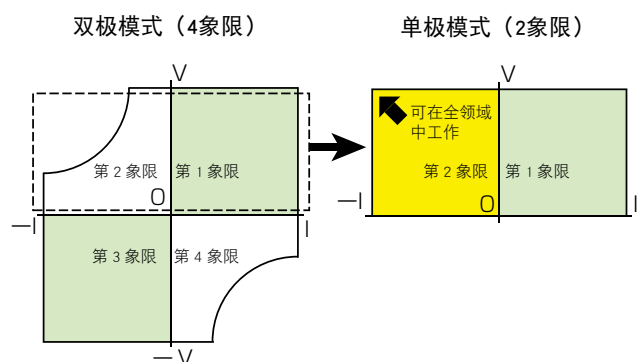 双极模式（4象限）
V
第 2 象限
第 1 象限
O
—I
I
第 3 象限
第 4 象限
—V
单极模式（2象限）
V
可在全领域
中工作
第 2 象限
第 1 象限
—I
O
I